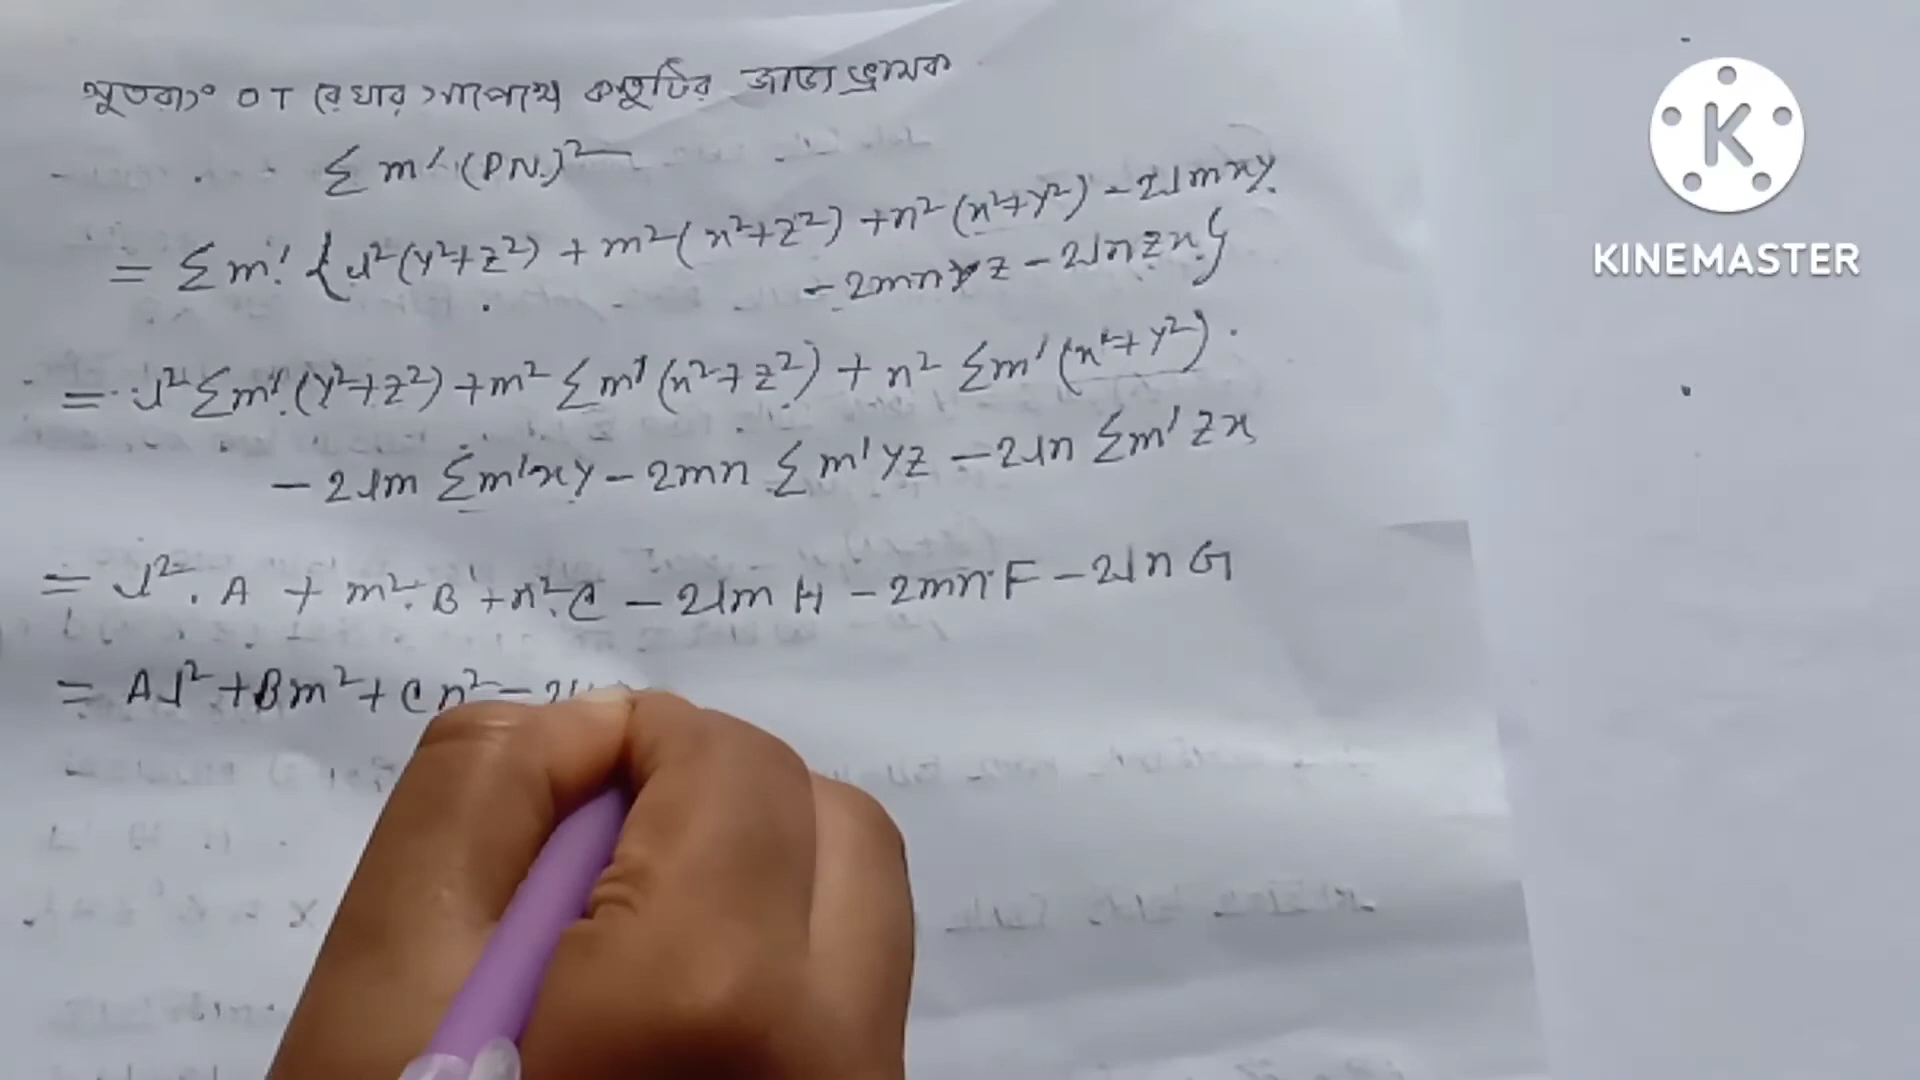 সুতরাং OT রেখার সাপেক্ষে বস্তুটির জাড্য ভ্রামক
Σ m' (PN)²
= Σ m' {l²(y²+z²) + m²(x²+z²) + n²(x²+y²) - 2lmxy
- 2mnyz - 2lnzx}
= l² Σm'(y²+z²) + m² Σm'(x²+z²) + n² Σm'(x²+y²)
- 2lm Σm'xy - 2mn Σm'yz - 2ln Σm'zx
= l². A + m². B + n². C - 2lm H - 2mn F - 2ln G
= Al² + Bm² + Cn² - 2l
K
KINEMASTER